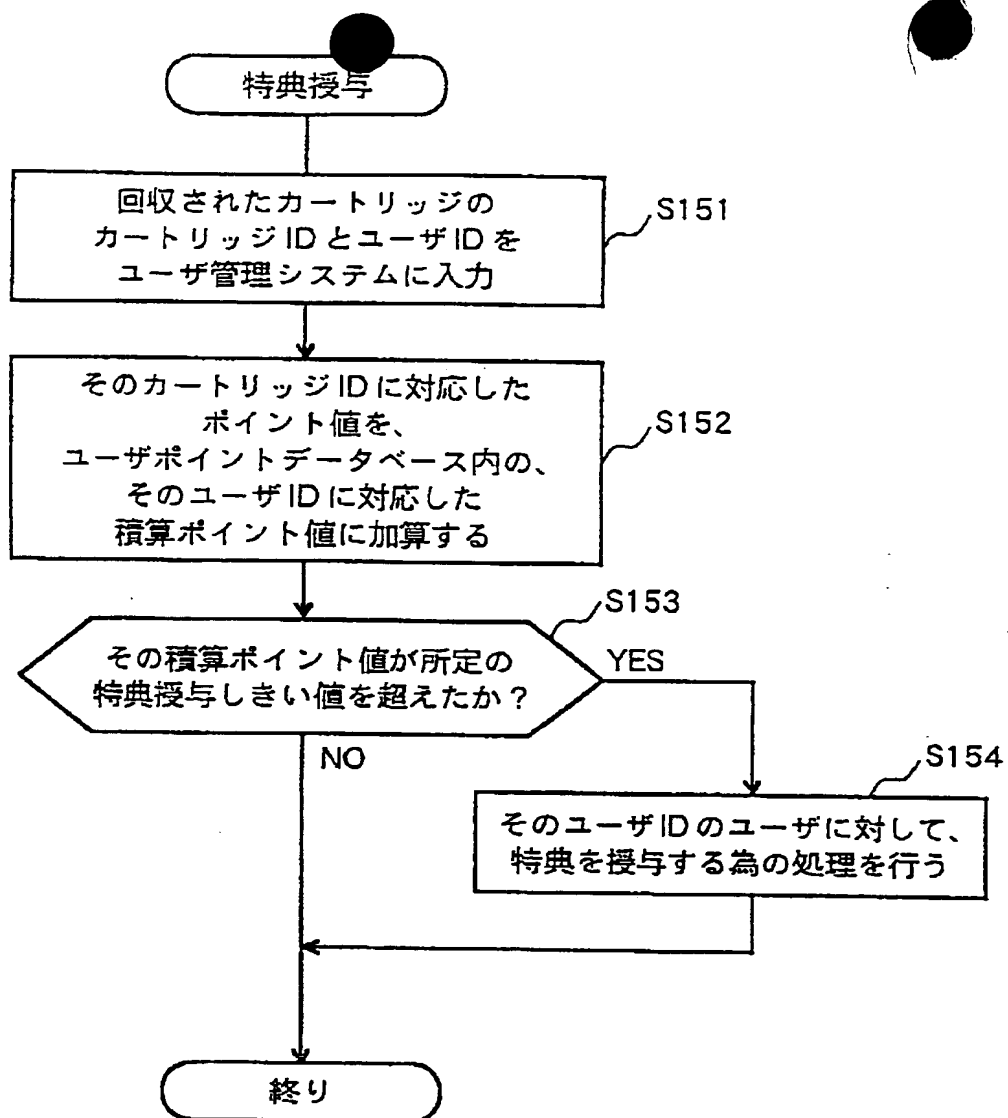 特典授与
回収されたカートリッジの
カートリッジIDとユーザIDを
ユーザ管理システムに入力
S151
そのカートリッジIDに対応した
ポイント値を、
ユーザポイントデータベース内の、
そのユーザIDに対応した
積算ポイント値に加算する
S152
S153
その積算ポイント値が所定の
特典授与しきい値を超えたか？
YES
NO
S154
そのユーザIDのユーザに対して、
特典を授与する為の処理を行う
終り